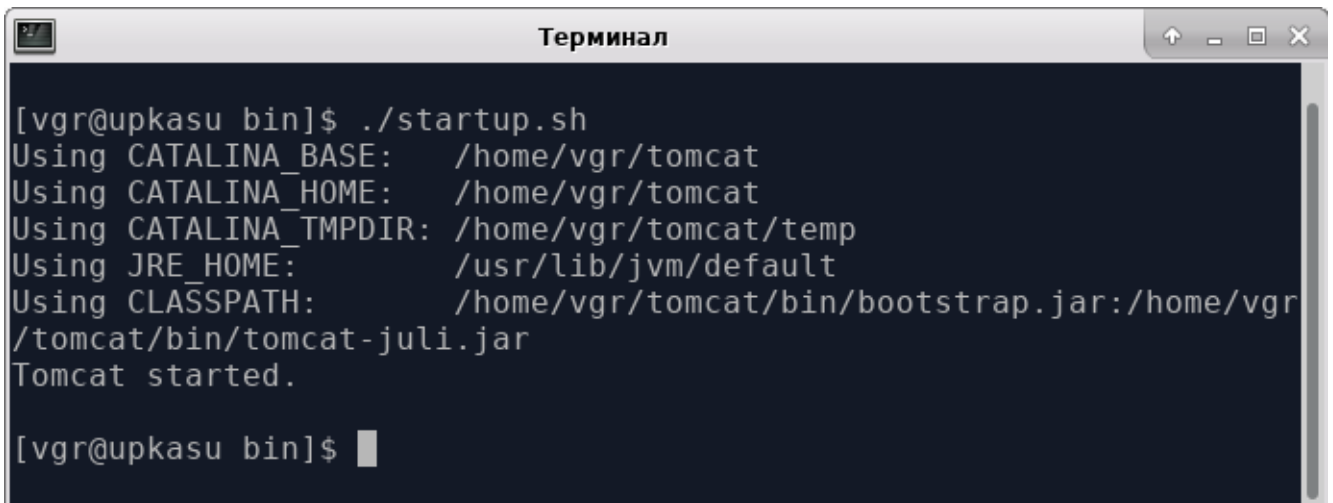 Терминал
[vgr@upkasu bin]$ ./startup.sh
Using CATALINA_BASE:   /home/vgr/tomcat
Using CATALINA_HOME:   /home/vgr/tomcat
Using CATALINA_TMPDIR: /home/vgr/tomcat/temp
Using JRE_HOME:        /usr/lib/jvm/default
Using CLASSPATH:       /home/vgr/tomcat/bin/bootstrap.jar:/home/vgr
/tomcat/bin/tomcat-juli.jar
Tomcat started.
[vgr@upkasu bin]$